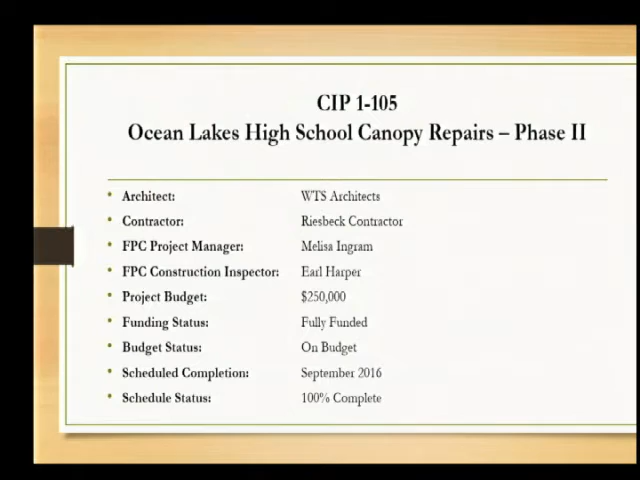 CIP 1-105
Ocean Lakes High School Canopy Repairs – Phase II
• Architect: WTS Architects
• Contractor: Riesbeck Contractor
• FPC Project Manager: Melisa Ingram
• FPC Construction Inspector: Earl Harper
• Project Budget: $250,000
• Funding Status: Fully Funded
• Budget Status: On Budget
• Scheduled Completion: September 2016
• Schedule Status: 100% Complete